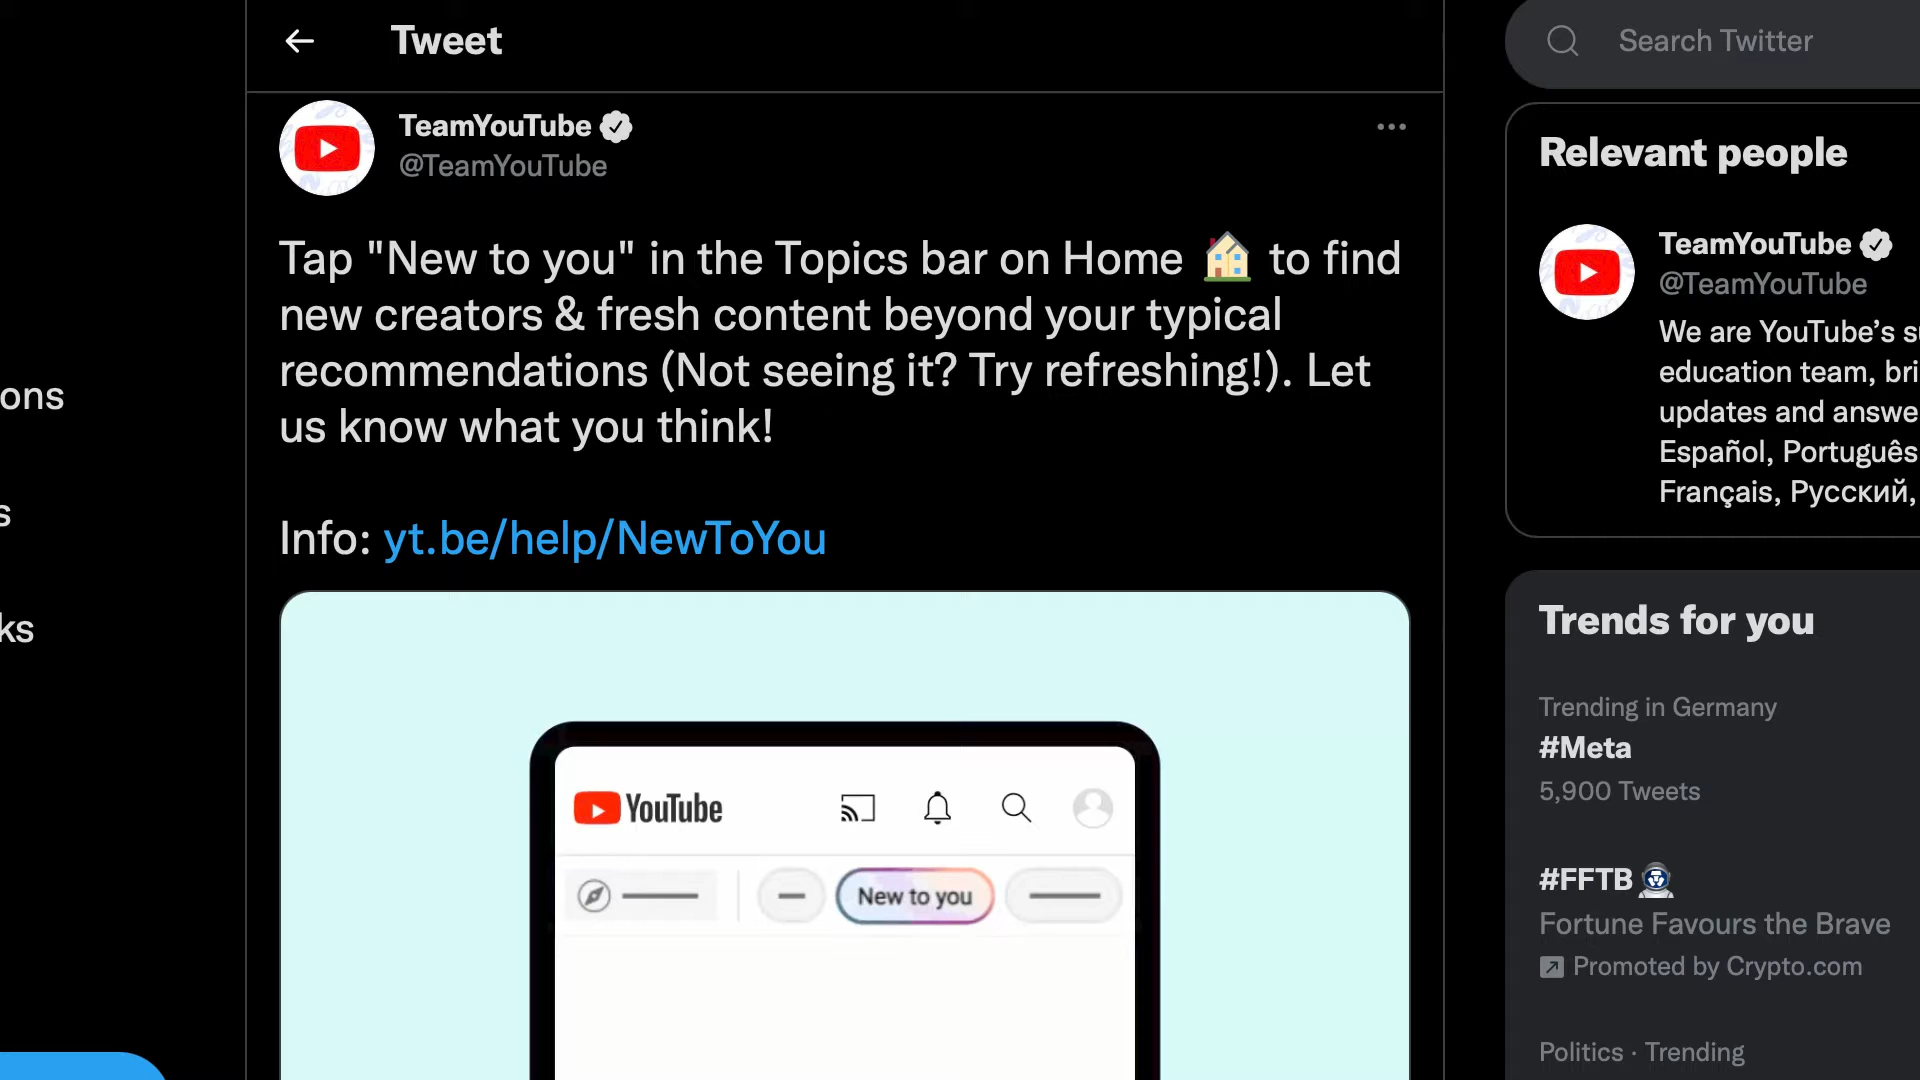 Tweet
Search Twitter
TeamYouTube
@TeamYouTube
Tap "New to you" in the Topics bar on Home 🏠 to find
new creators & fresh content beyond your typical
recommendations (Not seeing it? Try refreshing!). Let
us know what you think!
Info: yt.be/help/NewToYou
YouTube
New to you
ons
s
ks
Relevant people
TeamYouTube
@TeamYouTube
We are YouTube’s s
education team, bri
updates and answe
Español, Português
Français, Русский,
Trends for you
Trending in Germany
#Meta
5,900 Tweets
#FFTB
Fortune Favours the Brave
Promoted by Crypto.com
Politics · Trending